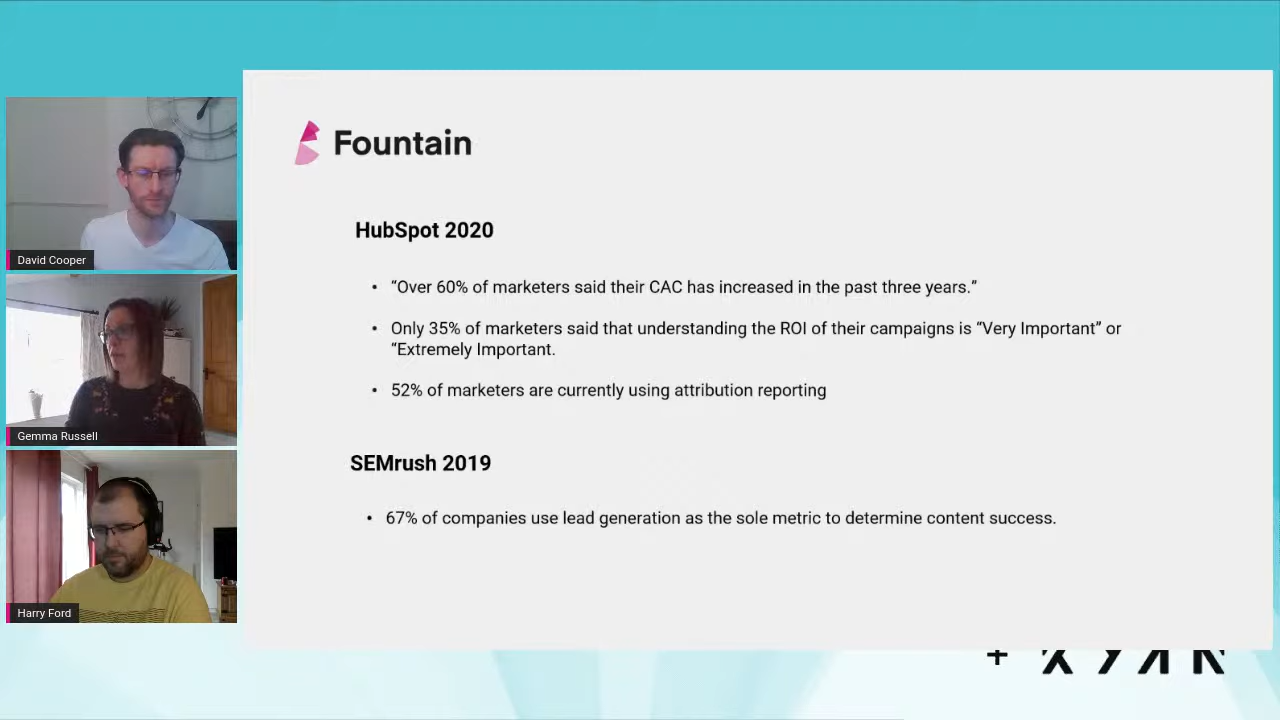 Fountain
HubSpot 2020
• “Over 60% of marketers said their CAC has increased in the past three years.”
• Only 35% of marketers said that understanding the ROI of their campaigns is “Very Important” or
“Extremely Important.
• 52% of marketers are currently using attribution reporting
SEMrush 2019
• 67% of companies use lead generation as the sole metric to determine content success.
David Cooper
Gemma Russell
Harry Ford
+